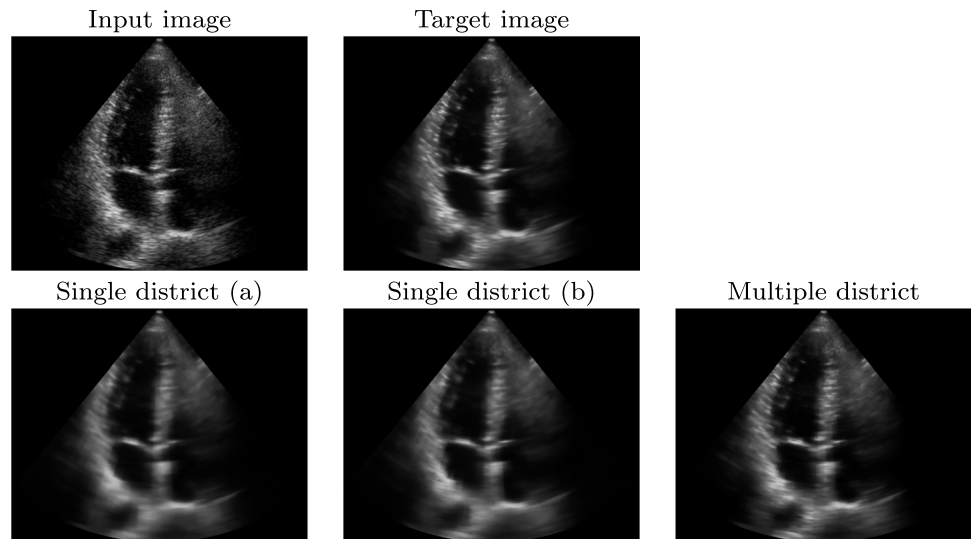 Input image
Target image
Single district (a)
Single district (b)
Multiple district